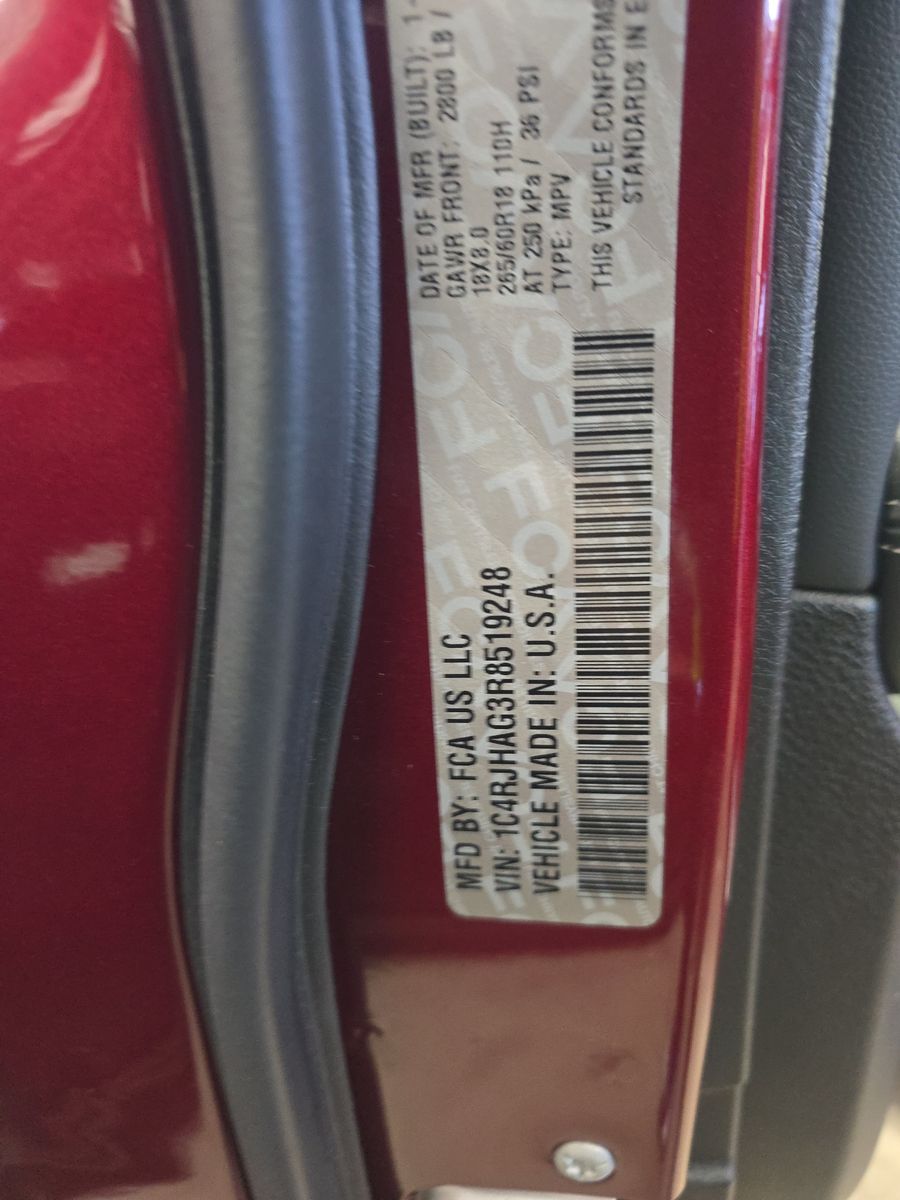 MFD BY: FCA US LLC
VIN: 1C4RJHAG3R8519248
VEHICLE MADE IN: U.S.A.
DATE OF MFR (BUILT): 1-
GAWR FRONT: 2800 LB /
18X8.0
265/60R18 110H
AT 250 kPa / 36 PSI
TYPE: MPV
THIS VEHICLE CONFORMS
STANDARDS IN E